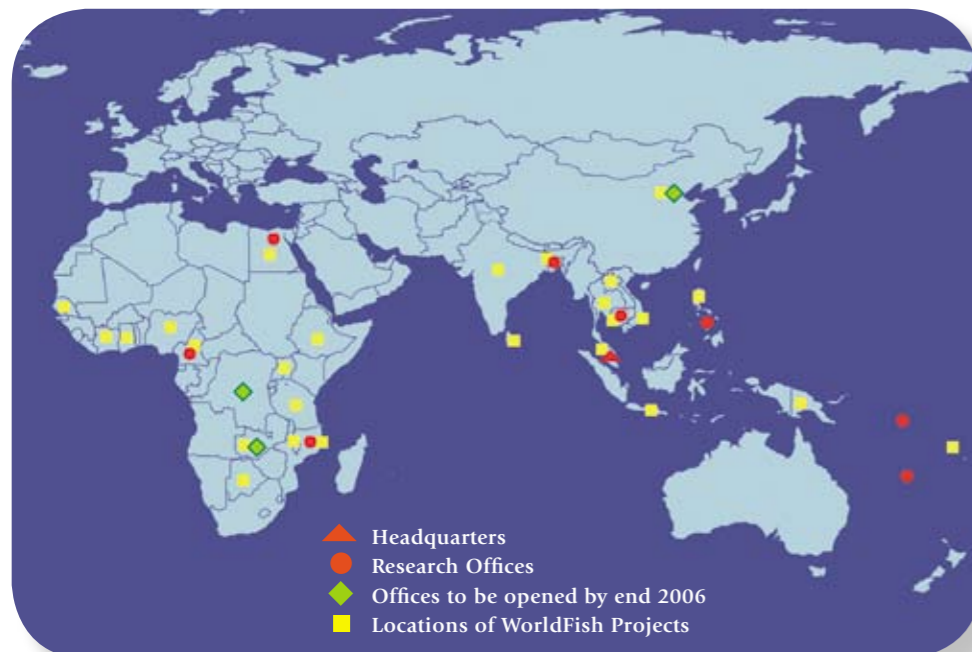 Headquarters
Research Offices
Offices to be opened by end 2006
Locations of WorldFish Projects